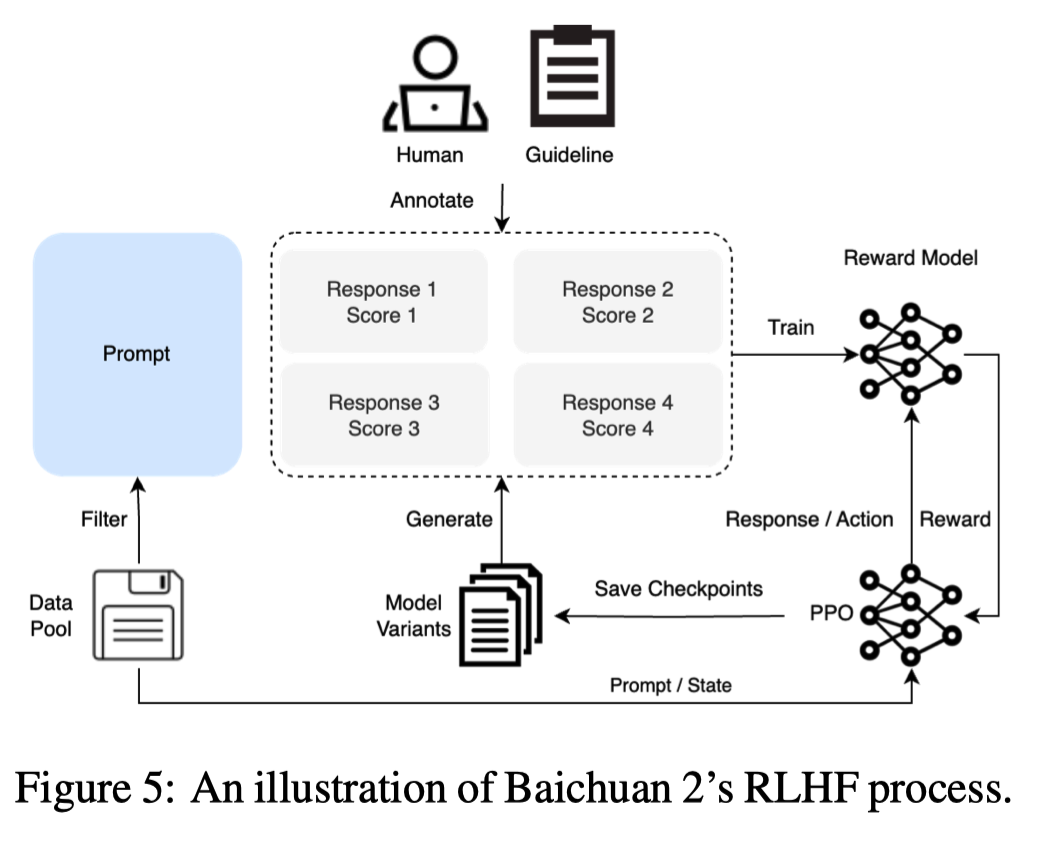 Human
Guideline
Annotate
Prompt
Response 1
Score 1
Response 2
Score 2
Response 3
Score 3
Response 4
Score 4
Reward Model
Train
Filter
Generate
Response / Action
Reward
Data
Pool
Model
Variants
Save Checkpoints
PPO
Prompt / State
Figure 5: An illustration of Baichuan 2’s RLHF process.